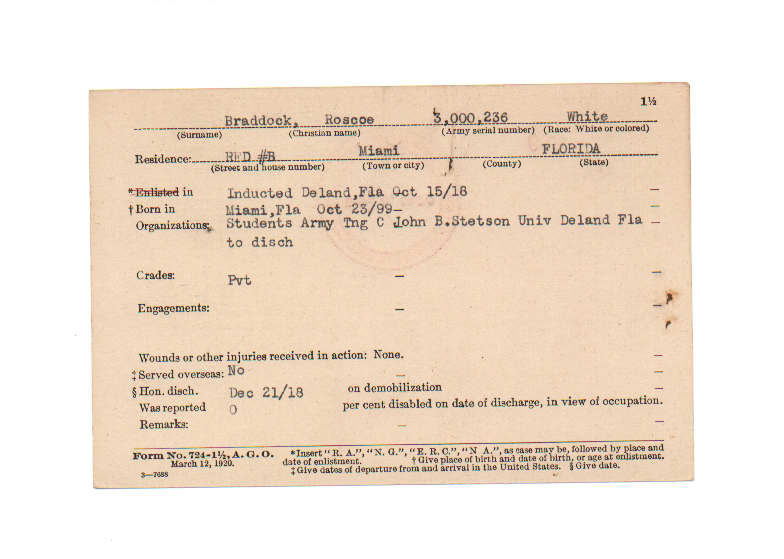 1½
Braddock, Roscoe 3,000,236 White
(Surname) (Christian name) (Army serial number) (Race: White or colored)
Residence: RFD #B Miami FLORIDA
(Street and house number) (Town or city) (County) (State)
*Enlisted in Inducted Deland,Fla Oct 15/18 –
†Born in Miami,Fla Oct 23/99– –
Organizations: Students Army Tng C John B.Stetson Univ Deland Fla –
to disch
Grades: Pvt – –
Engagements: – –
Wounds or other injuries received in action: None. –
‡Served overseas: No – –
§Hon. disch. Dec 21/18 on demobilization –
Was reported 0 per cent disabled on date of discharge, in view of occupation.
Remarks: – –
Form No. 724-1½, A. G. O. *Insert "R. A.", "N. G.", "E. R. C.", "N A.", as case may be, followed by place and
March 12, 1920. date of enlistment. †Give place of birth and date of birth, or age at enlistment.
3—7688 ‡Give dates of departure from and arrival in the United States. §Give date.